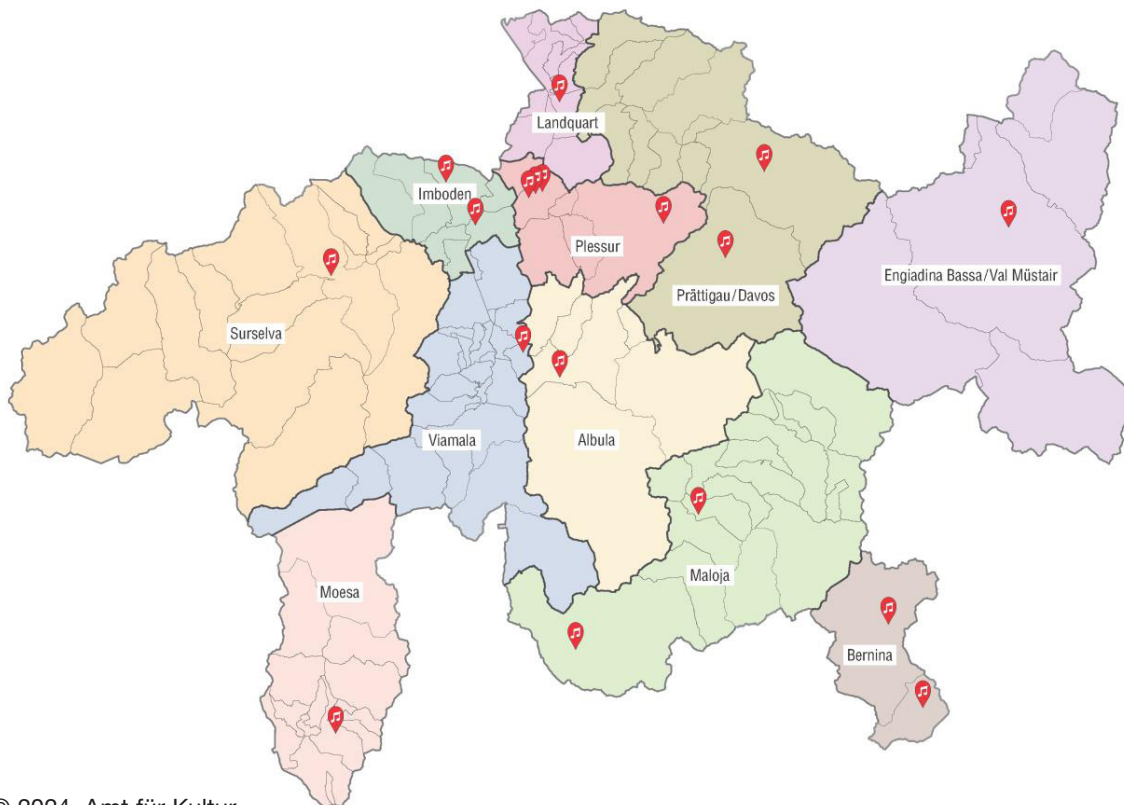 Landquart
Imboden
Plessur
Engiadina Bassa/Val Müstair
Prättigau/Davos
Surselva
Viamala
Albula
Maloja
Moesa
Bernina
© 2024, Amt für Kultur